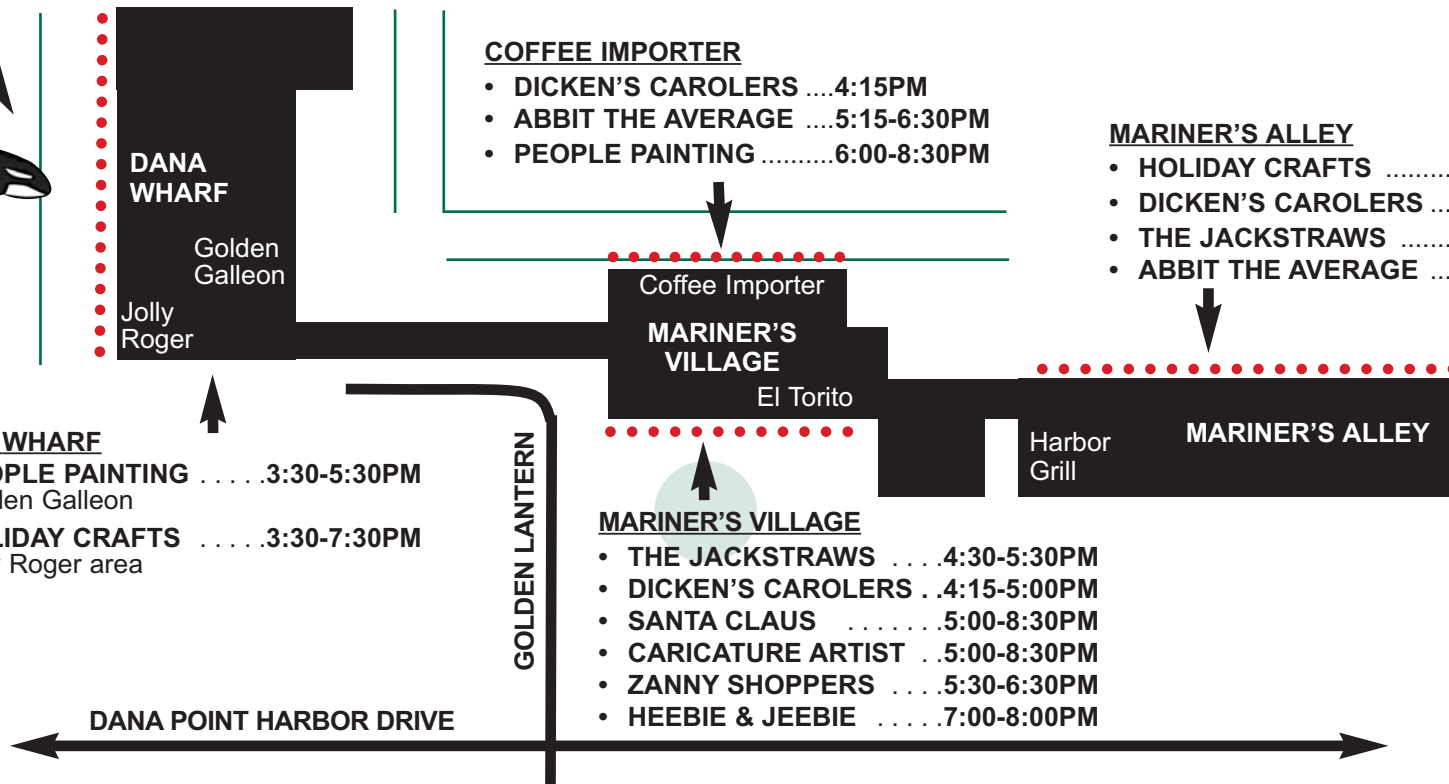 COFFEE IMPORTER
• DICKEN'S CAROLERS ....4:15PM
• ABBIT THE AVERAGE ....5:15-6:30PM
• PEOPLE PAINTING ..........6:00-8:30PM
MARINER'S ALLEY
• HOLIDAY CRAFTS .........
• DICKEN'S CAROLERS ...
• THE JACKSTRAWS .......
• ABBIT THE AVERAGE ...
DANA
WHARF
Golden
Galleon
Jolly
Roger
Coffee Importer
MARINER'S
VILLAGE
El Torito
Harbor
Grill
MARINER'S ALLEY
WHARF
OPLE PAINTING . . . . .3:30-5:30PM
den Galleon
LIDAY CRAFTS . . . . .3:30-7:30PM
Roger area
GOLDEN LANTERN
MARINER'S VILLAGE
• THE JACKSTRAWS . . . .4:30-5:30PM
• DICKEN'S CAROLERS . .4:15-5:00PM
• SANTA CLAUS . . . . . . .5:00-8:30PM
• CARICATURE ARTIST . .5:00-8:30PM
• ZANNY SHOPPERS . . . .5:30-6:30PM
• HEEBIE & JEEBIE . . . . .7:00-8:00PM
DANA POINT HARBOR DRIVE